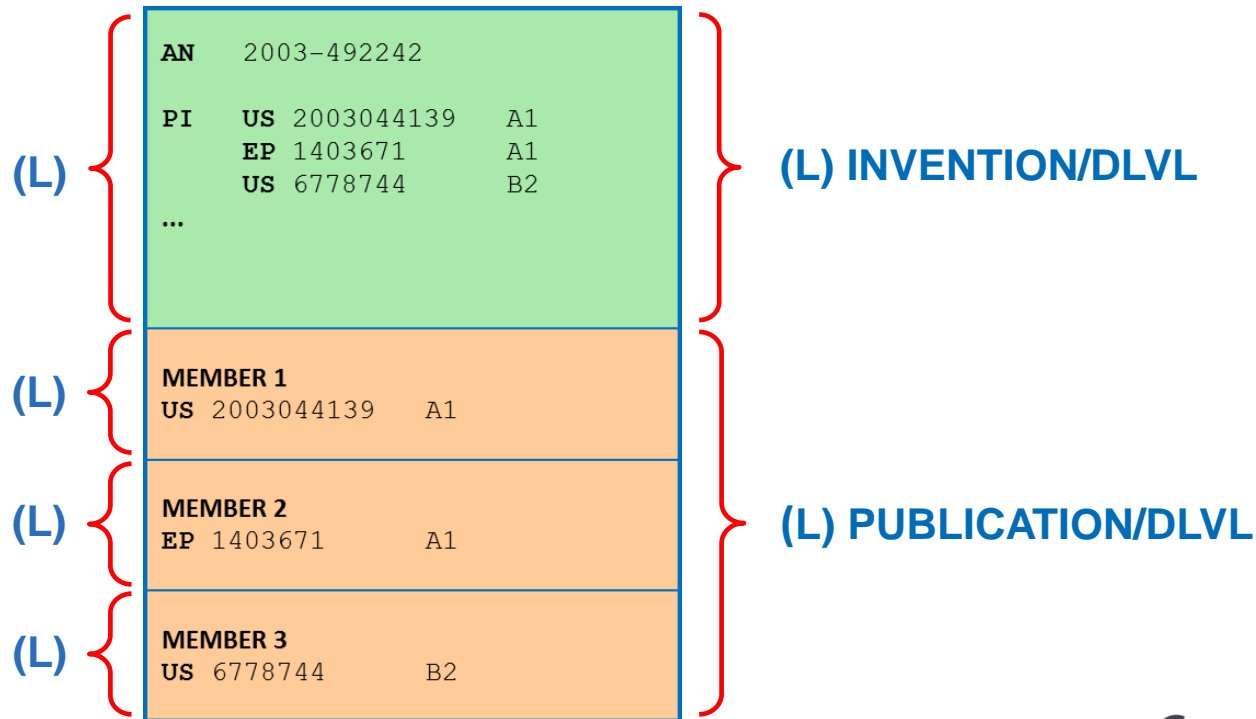 AN 2003-492242
PI US 2003044139 A1
EP 1403671 A1
US 6778744 B2
...
(L)
(L) INVENTION/DLVL
MEMBER 1
US 2003044139 A1
(L)
MEMBER 2
EP 1403671 A1
(L)
(L) PUBLICATION/DLVL
MEMBER 3
US 6778744 B2
(L)